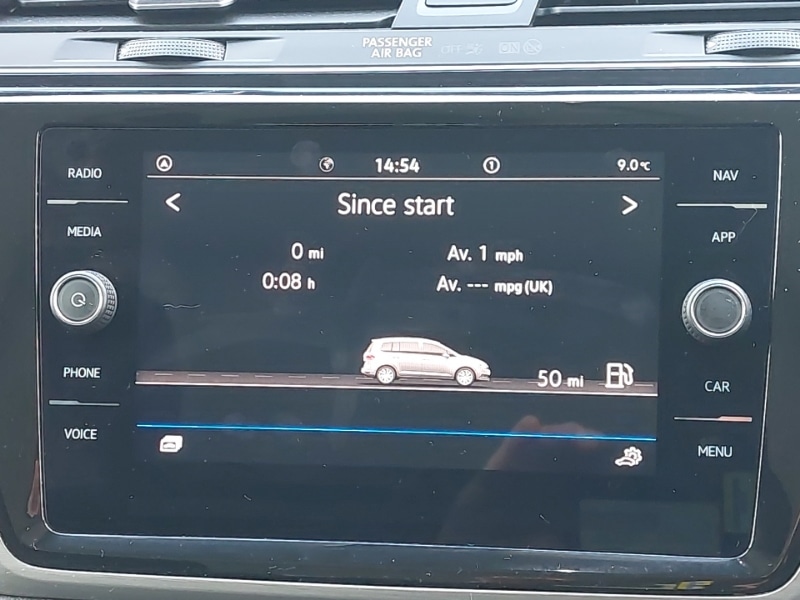 PASSENGER
AIR BAG OFF ON
RADIO
MEDIA
PHONE
VOICE
14:54 1 9.0°C
< Since start >
0 mi Av. 1 mph
0:08 h Av. --- mpg (UK)
50 mi
NAV
APP
CAR
MENU